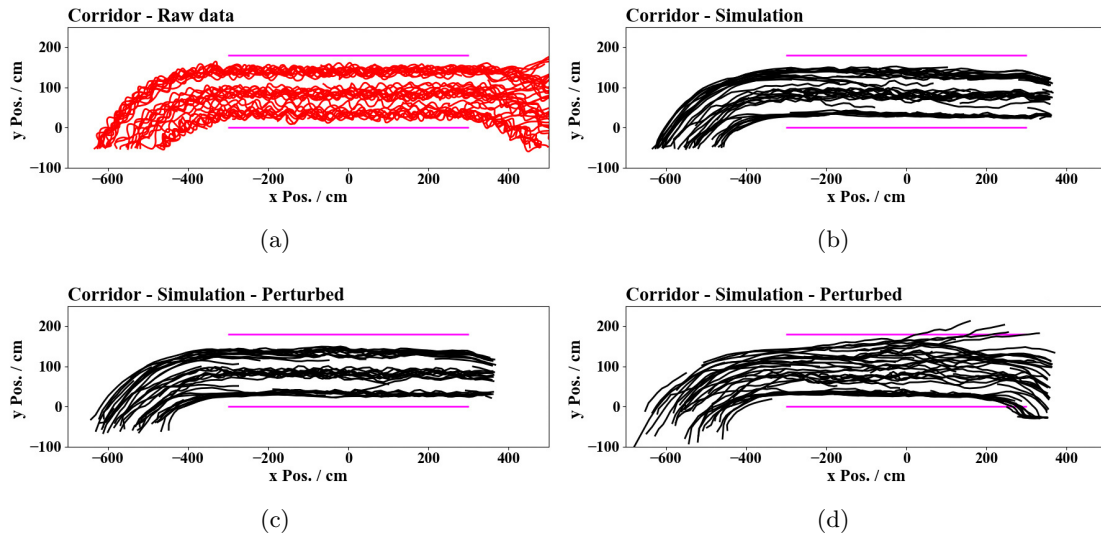 Corridor - Raw data
200
100
0
−100
y Pos. / cm
−600 −400 −200 0 200 400
x Pos. / cm
(a)
Corridor - Simulation
200
100
0
−100
y Pos. / cm
−600 −400 −200 0 200 400
x Pos. / cm
(b)
Corridor - Simulation - Perturbed
200
100
0
−100
y Pos. / cm
−600 −400 −200 0 200 400
x Pos. / cm
(c)
Corridor - Simulation - Perturbed
200
100
0
−100
y Pos. / cm
−600 −400 −200 0 200 400
x Pos. / cm
(d)